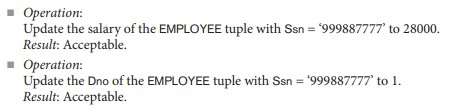 ■ Operation:
Update the salary of the EMPLOYEE tuple with Ssn = ‘999887777’ to 28000.
Result: Acceptable.
■ Operation:
Update the Dno of the EMPLOYEE tuple with Ssn = ‘999887777’ to 1.
Result: Acceptable.